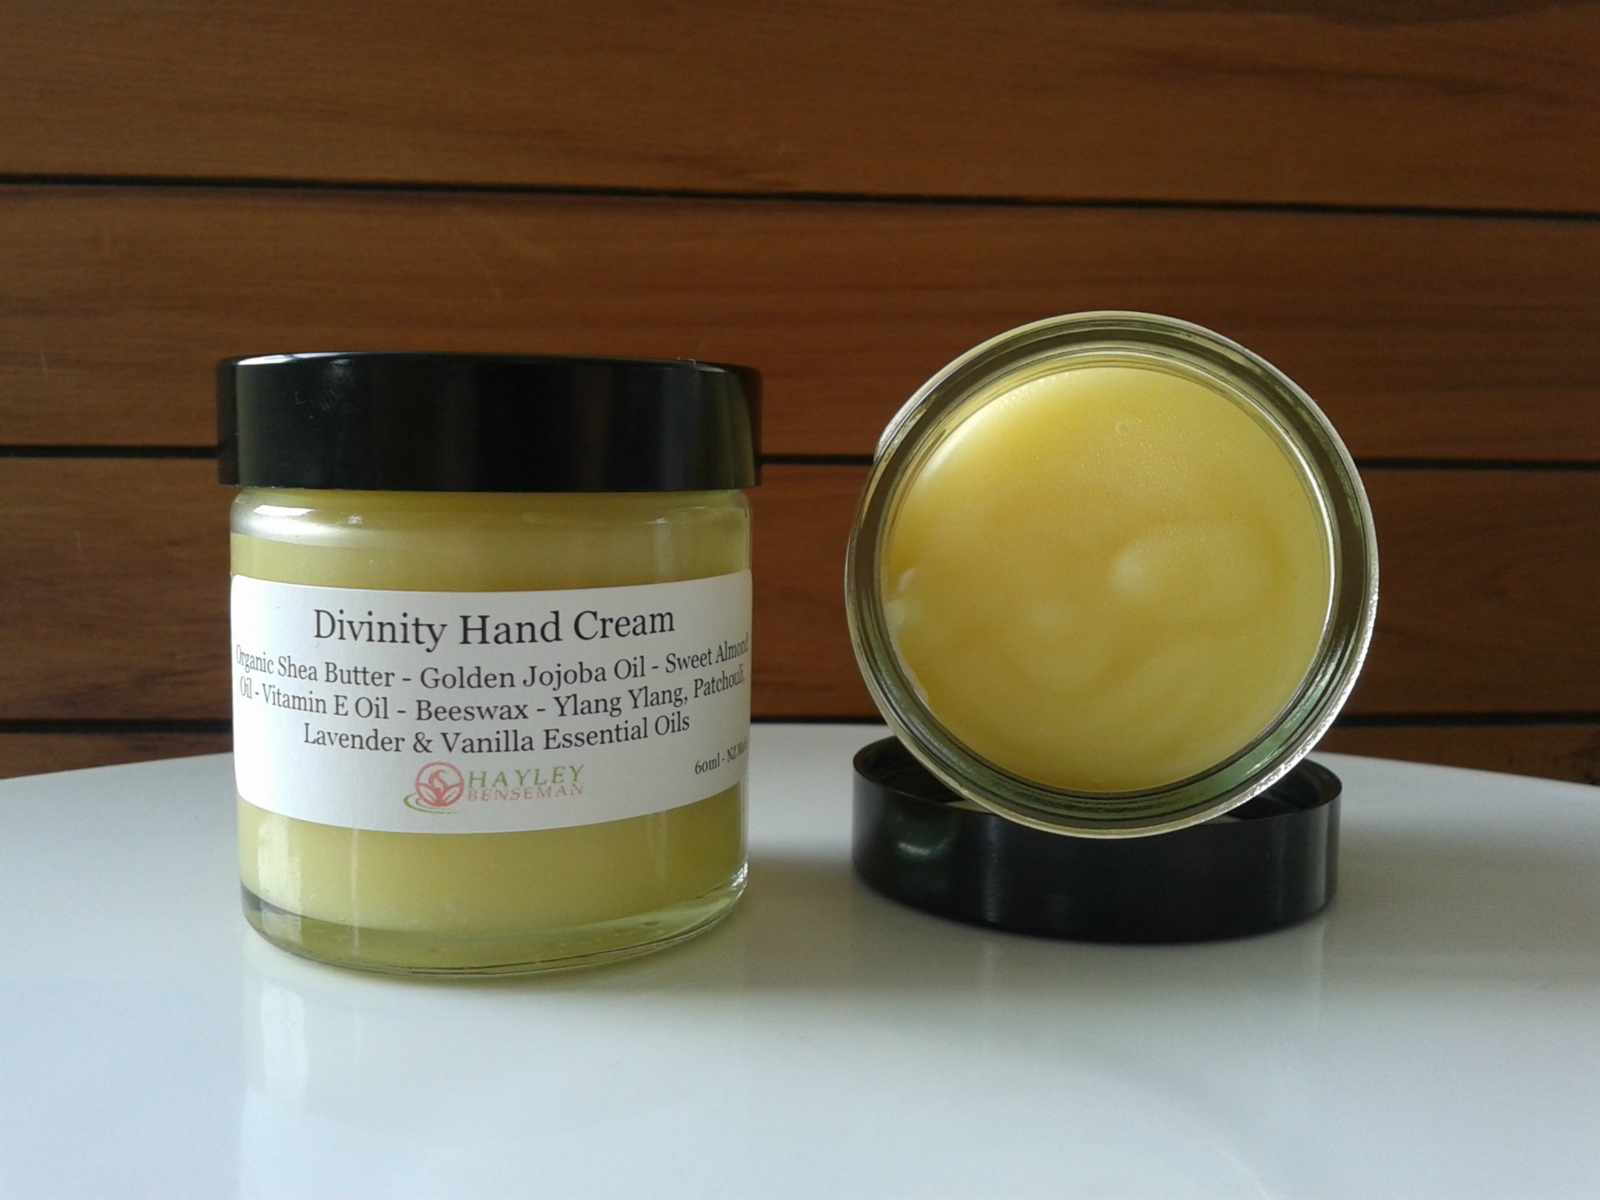 Divinity Hand Cream
Organic Shea Butter - Golden Jojoba Oil - Sweet Almond
Oil - Vitamin E Oil - Beeswax - Ylang Ylang, Patchouli,
Lavender & Vanilla Essential Oils
60ml - NZ
HAYLEY
BENSEMAN